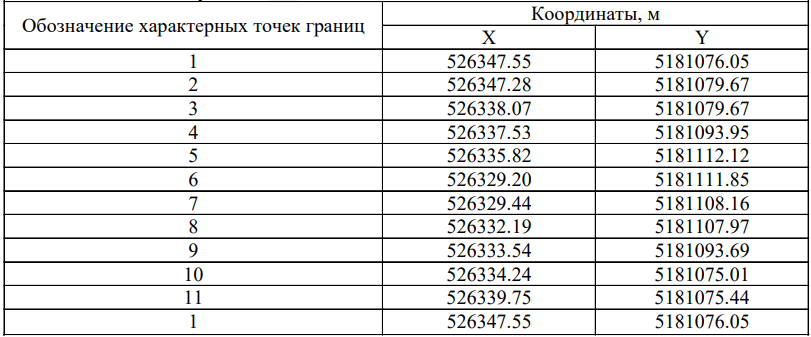 Обозначение характерных точек границ Координаты, м
X Y
1 526347.55 5181076.05
2 526347.28 5181079.67
3 526338.07 5181079.67
4 526337.53 5181093.95
5 526335.82 5181112.12
6 526329.20 5181111.85
7 526329.44 5181108.16
8 526332.19 5181107.97
9 526333.54 5181093.69
10 526334.24 5181075.01
11 526339.75 5181075.44
1 526347.55 5181076.05